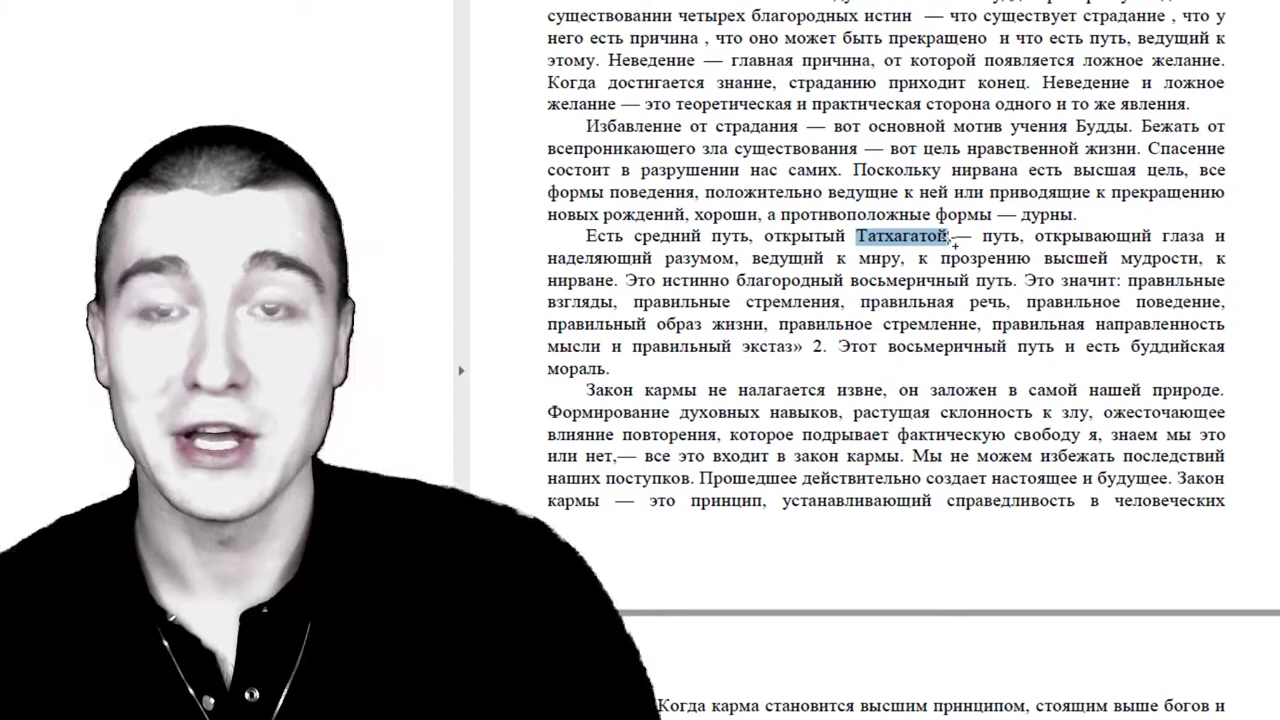 существовании четырех благородных истин — что существует страдание , что у
него есть причина , что оно может быть прекращено и что есть путь, ведущий к
этому. Неведение — главная причина, от которой появляется ложное желание.
Когда достигается знание, страданию приходит конец. Неведение и ложное
желание — это теоретическая и практическая сторона одного и то же явления.
Избавление от страдания — вот основной мотив учения Будды. Бежать от
всепроникающего зла существования — вот цель нравственной жизни. Спасение
состоит в разрушении нас самих. Поскольку нирвана есть высшая цель, все
формы поведения, положительно ведущие к ней или приводящие к прекращению
новых рождений, хороши, а противоположные формы — дурны.
Есть средний путь, открытый Татхагатой,— путь, открывающий глаза и
наделяющий разумом, ведущий к миру, к прозрению высшей мудрости, к
нирване. Это истинно благородный восьмеричный путь. Это значит: правильные
взгляды, правильные стремления, правильная речь, правильное поведение,
правильный образ жизни, правильное стремление, правильная направленность
мысли и правильный экстаз» 2. Этот восьмеричный путь и есть буддийская
мораль.
Закон кармы не налагается извне, он заложен в самой нашей природе.
Формирование духовных навыков, растущая склонность к злу, ожесточающее
влияние повторения, которое подрывает фактическую свободу я, знаем мы это
или нет,— все это входит в закон кармы. Мы не можем избежать последствий
наших поступков. Прошедшее действительно создает настоящее и будущее. Закон
кармы — это принцип, устанавливающий справедливость в человеческих
Когда карма становится высшим принципом, стоящим выше богов и